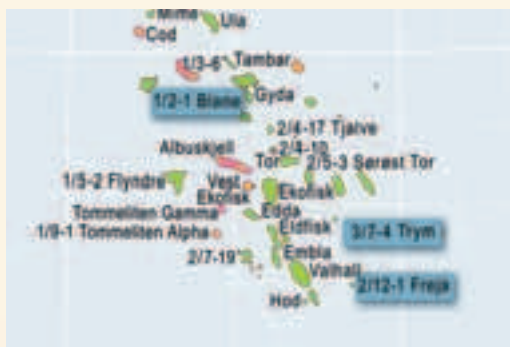 Mime
Ula
Cod
1/3-6
Tambar
1/2-1 Blane
Gyda
2/4-17 Tjalve
2/4-10
Albuskjell
Tor
2/5-3 Sørøst Tor
1/5-2 Flyndre
Vest
Ekofisk
Ekofisk
Tommeliten Gamma
Edda
1/9-1 Tommeliten Alpha
Eldfisk
3/7-4 Trym
Embla
2/7-19
Valhall
2/12-1 Freja
Hod